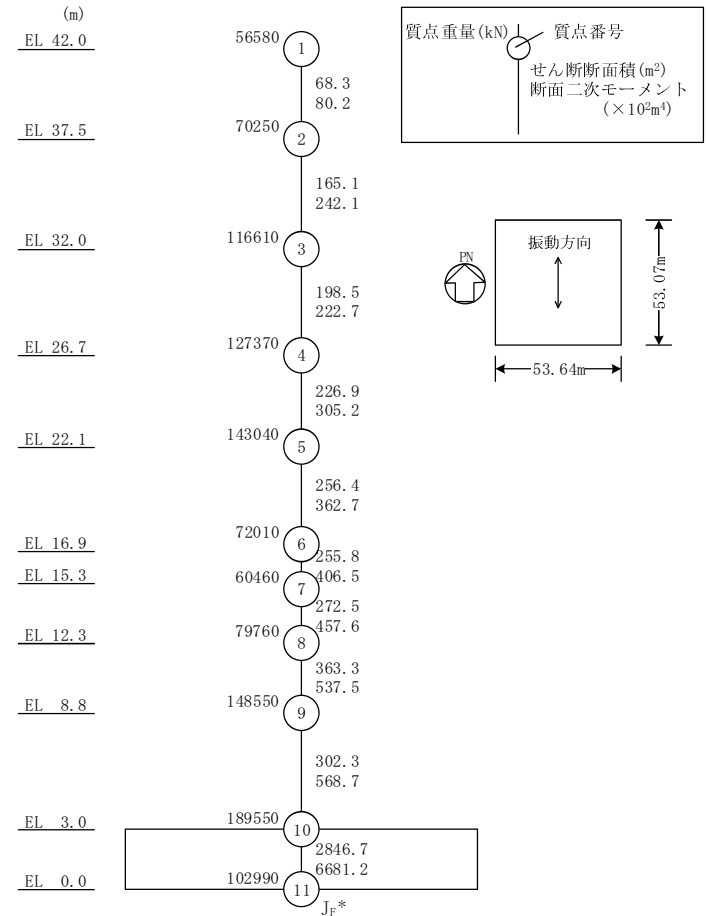 (m)
EL 42.0
56580
1
68.3
80.2
EL 37.5
70250
2
165.1
242.1
EL 32.0
116610
3
198.5
222.7
EL 26.7
127370
4
226.9
305.2
EL 22.1
143040
5
256.4
362.7
EL 16.9
72010
6
255.8
406.5
EL 15.3
60460
7
272.5
457.6
EL 12.3
79760
8
363.3
537.5
EL 8.8
148550
9
302.3
568.7
EL 3.0
189550
10
2846.7
6681.2
EL 0.0
102990
11
J_F*
質点重量(kN)
質点番号
せん断断面積(m²)
断面二次モーメント
(×10²m⁴)
PN
振動方向
53.07m
53.64m